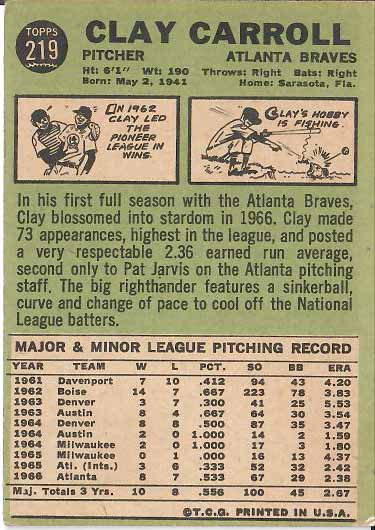 TOPPS
219
CLAY CARROLL
PITCHER ATLANTA BRAVES
Ht: 6'1" Wt: 190 Throws: Right Bats: Right
Born: May 2, 1941 Home: Sarasota, Fla.
IN 1962
CLAY LED
THE
PIONEER
LEAGUE IN
WINS.
CLAY'S HOBBY
IS FISHING.
In his first full season with the Atlanta Braves,
Clay blossomed into stardom in 1966. Clay made
73 appearances, highest in the league, and posted
a very respectable 2.36 earned run average,
second only to Pat Jarvis on the Atlanta pitching
staff. The big righthander features a sinkerball,
curve and change of pace to cool off the National
League batters.
MAJOR & MINOR LEAGUE PITCHING RECORD
YEAR TEAM W L PCT. SO BB ERA
1961 Davenport 7 10 .412 94 43 4.20
1962 Boise 14 7 .667 223 78 3.83
1963 Denver 3 7 .300 41 25 5.53
1963 Austin 8 4 .667 64 30 3.54
1964 Denver 8 8 .500 87 35 3.47
1964 Austin 2 0 1.000 14 2 1.59
1964 Milwaukee 2 0 1.000 17 3 1.80
1965 Milwaukee 0 1 .000 16 13 4.37
1965 Atl. (Ints.) 3 6 .333 52 32 2.42
1966 Atlanta 8 7 .533 67 29 2.38
Maj. Totals 3 Yrs. 10 8 .556 100 45 2.67
©T.C.G. PRINTED IN U.S.A.